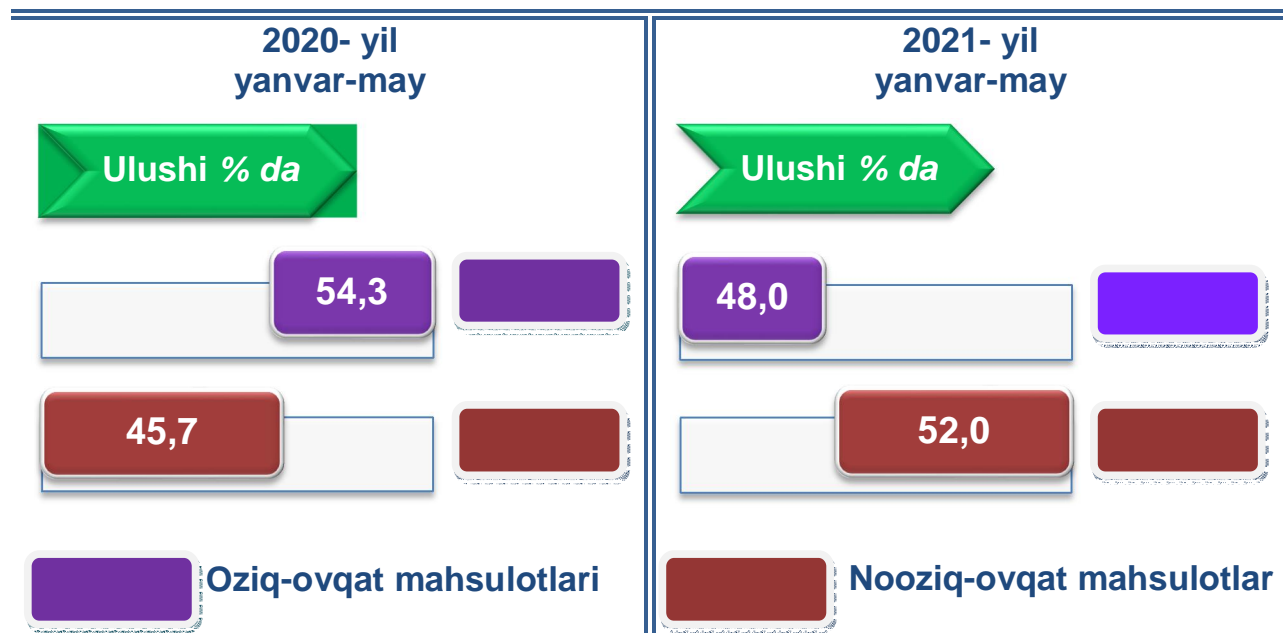 2020- yil
yanvar-may
Ulushi % da
54,3
45,7
Oziq-ovqat mahsulotlari
2021- yil
yanvar-may
Ulushi % da
48,0
52,0
Nooziq-ovqat mahsulotlar